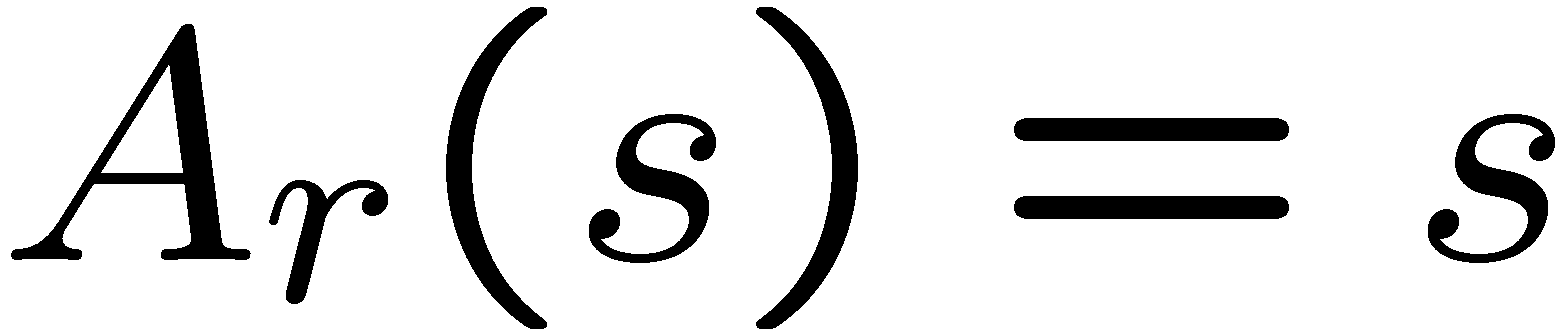 A_r(s) = s